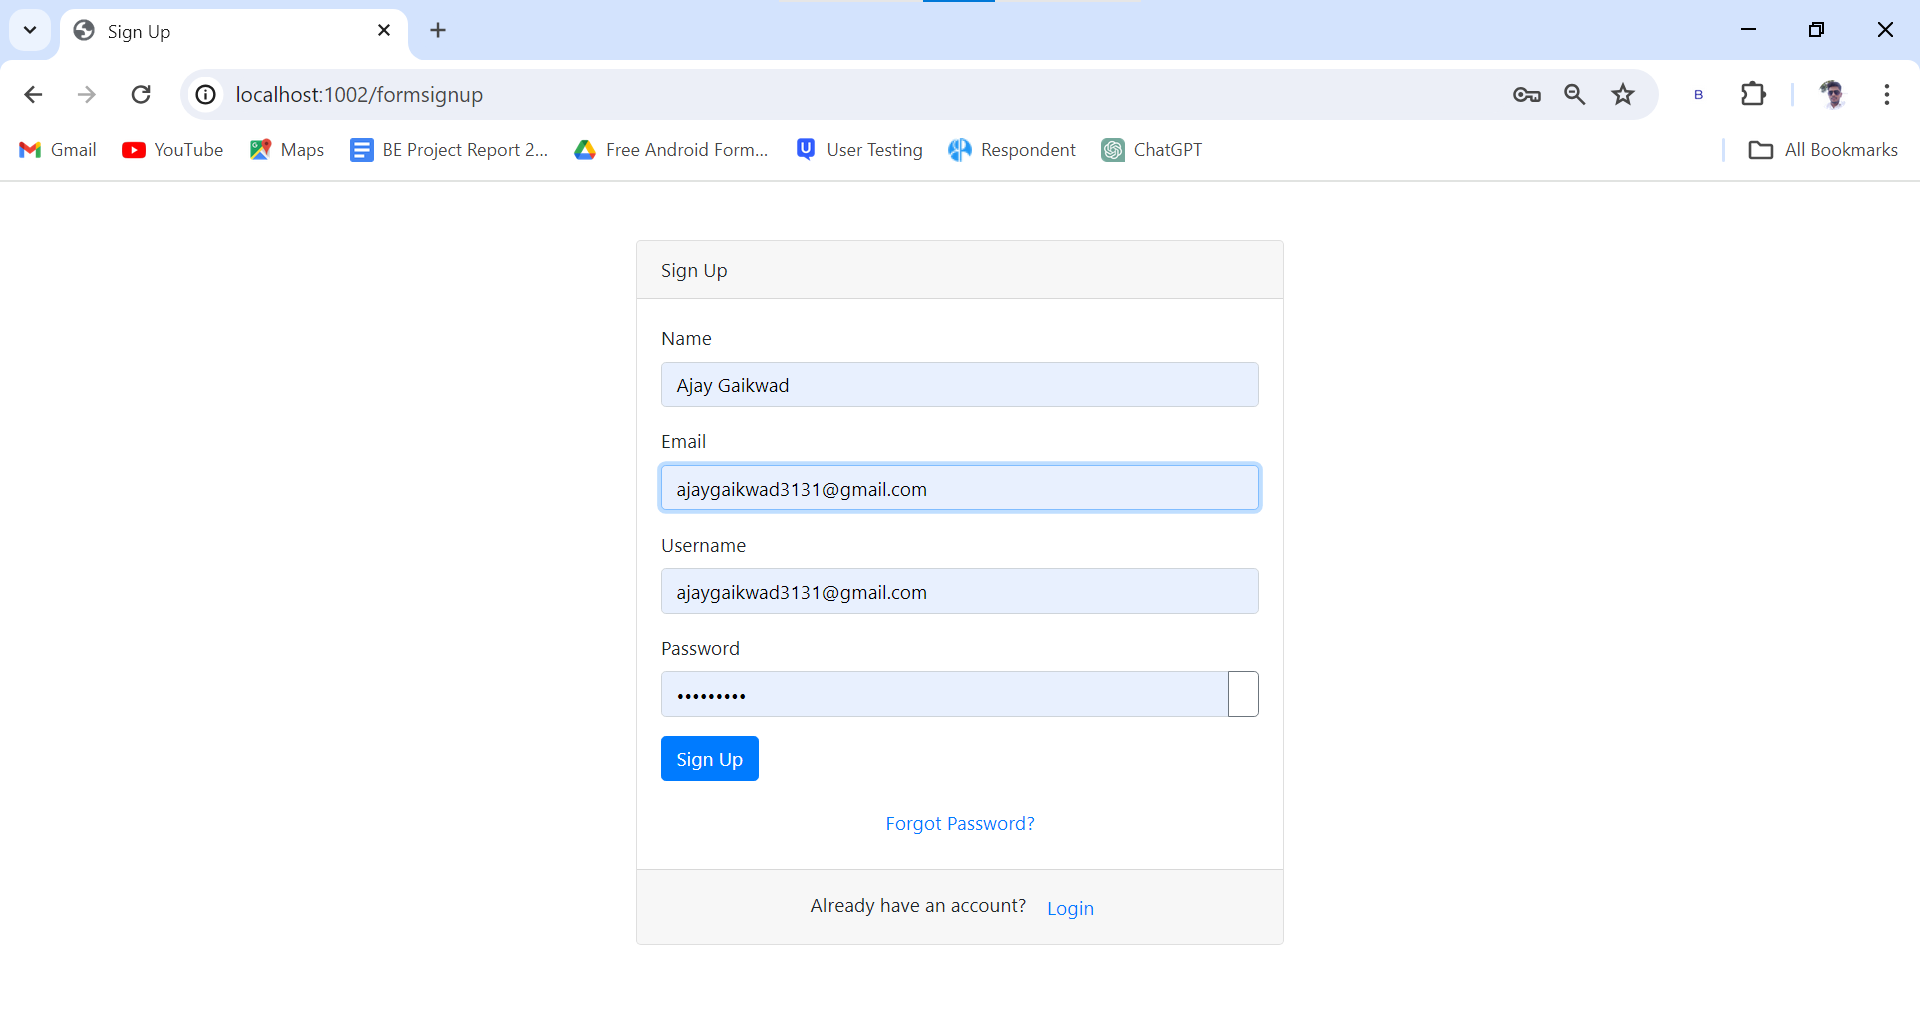 Sign Up
localhost:1002/formsignup
B
Gmail YouTube Maps BE Project Report 2... Free Android Form... User Testing Respondent ChatGPT All Bookmarks
Sign Up
Name
Ajay Gaikwad
Email
ajaygaikwad3131@gmail.com
Username
ajaygaikwad3131@gmail.com
Password
•••••••••
Sign Up
Forgot Password?
Already have an account? Login